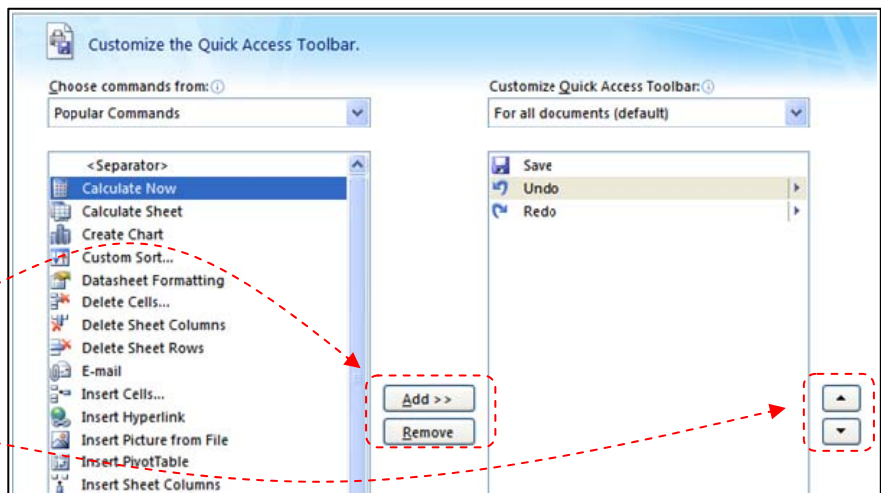 Customize the Quick Access Toolbar.
Choose commands from:
Popular Commands
<Separator>
Calculate Now
Calculate Sheet
Create Chart
Custom Sort...
Datasheet Formatting
Delete Cells...
Delete Sheet Columns
Delete Sheet Rows
E-mail
Insert Cells...
Insert Hyperlink
Insert Picture from File
Insert PivotTable
Insert Sheet Columns
Add >>
Remove
Customize Quick Access Toolbar:
For all documents (default)
Save
Undo
Redo